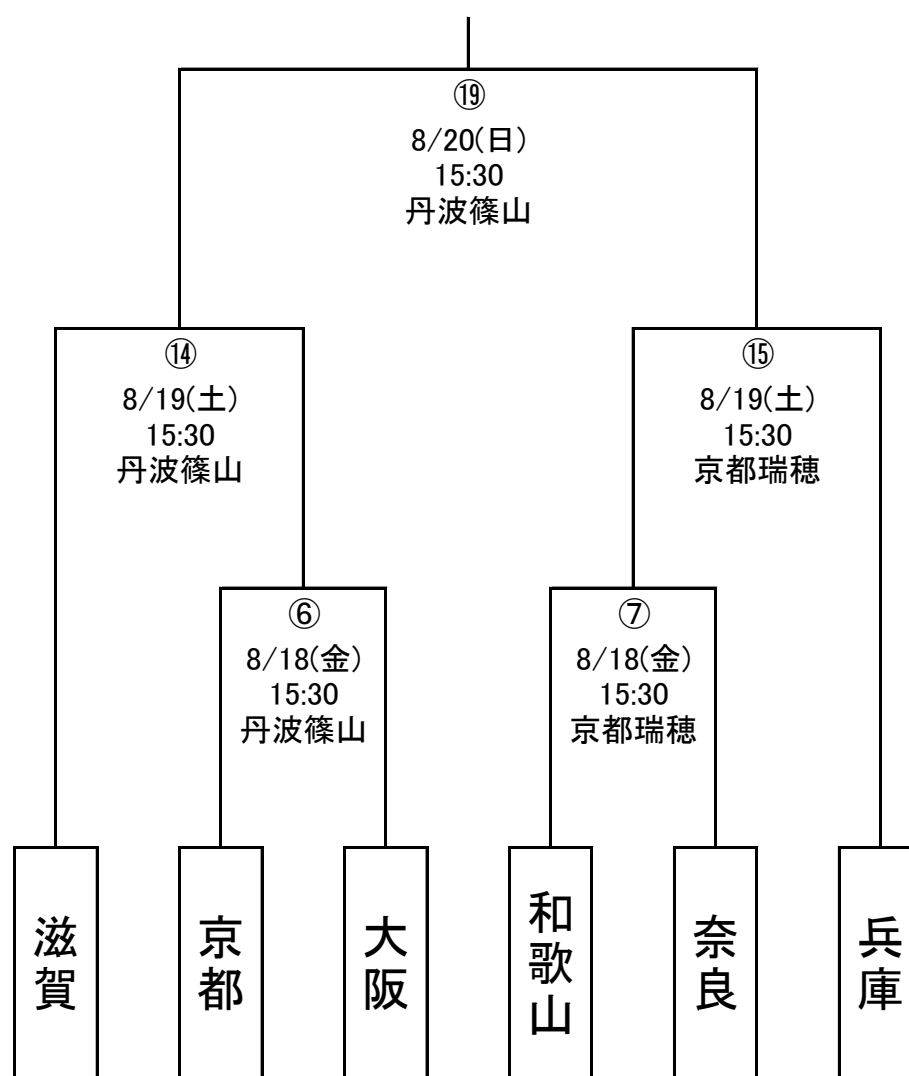 ⑲
8/20(日)
15:30
丹波篠山
⑭
8/19(土)
15:30
丹波篠山
⑮
8/19(土)
15:30
京都瑞穂
⑥
8/18(金)
15:30
丹波篠山
⑦
8/18(金)
15:30
京都瑞穂
滋賀
京都
大阪
和歌山
奈良
兵庫